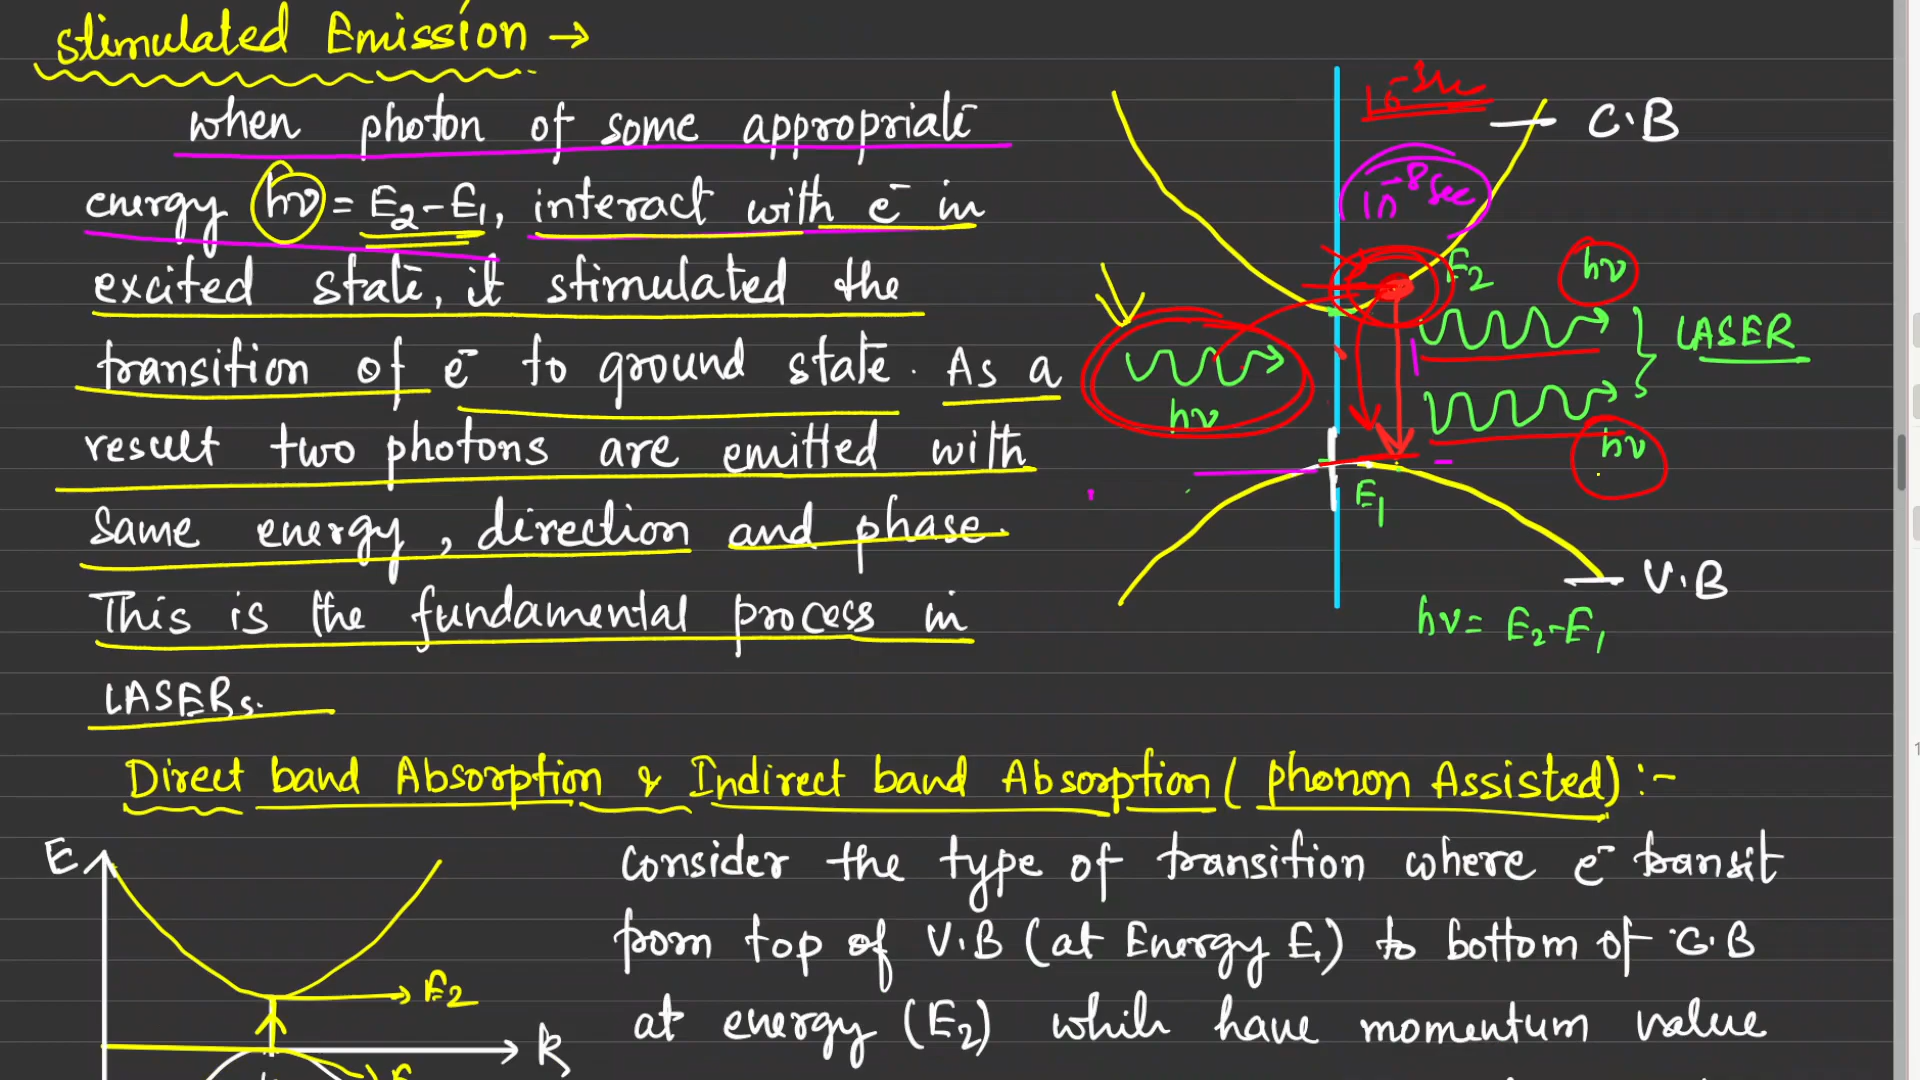 Stimulated Emission →
when photon of some appropriate
energy hν = E2-E1, interact with e- in
excited state, it stimulated the
transition of e- to ground state. As a
result two photons are emitted with
same energy, direction and phase.
This is the fundamental process in
LASERs.
10^-3 sec
C.B
10^-8 sec
E2
hν
LASER
hν
hν
E1
V.B
hν = E2-E1
Direct band Absorption & Indirect band Absorption (phonon Assisted) :-
E
E2
k
Consider the type of transition where e- transit
from top of V.B (at Energy E1) to bottom of C.B
at energy (E2) which have momentum value